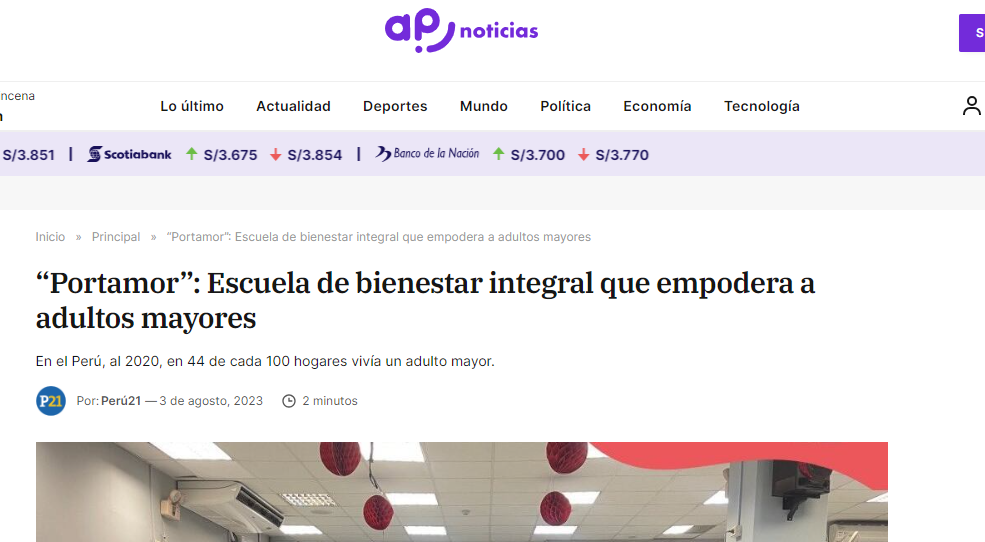 ap noticias
S
ncena
n
Lo último Actualidad Deportes Mundo Política Economía Tecnología
S/3.851 | Scotiabank S/3.675 S/3.854 | Banco de la Nación S/3.700 S/3.770
Inicio » Principal » “Portamor”: Escuela de bienestar integral que empodera a adultos mayores
“Portamor”: Escuela de bienestar integral que empodera a
adultos mayores
En el Perú, al 2020, en 44 de cada 100 hogares vivía un adulto mayor.
P21 Por: Perú21 — 3 de agosto, 2023 2 minutos